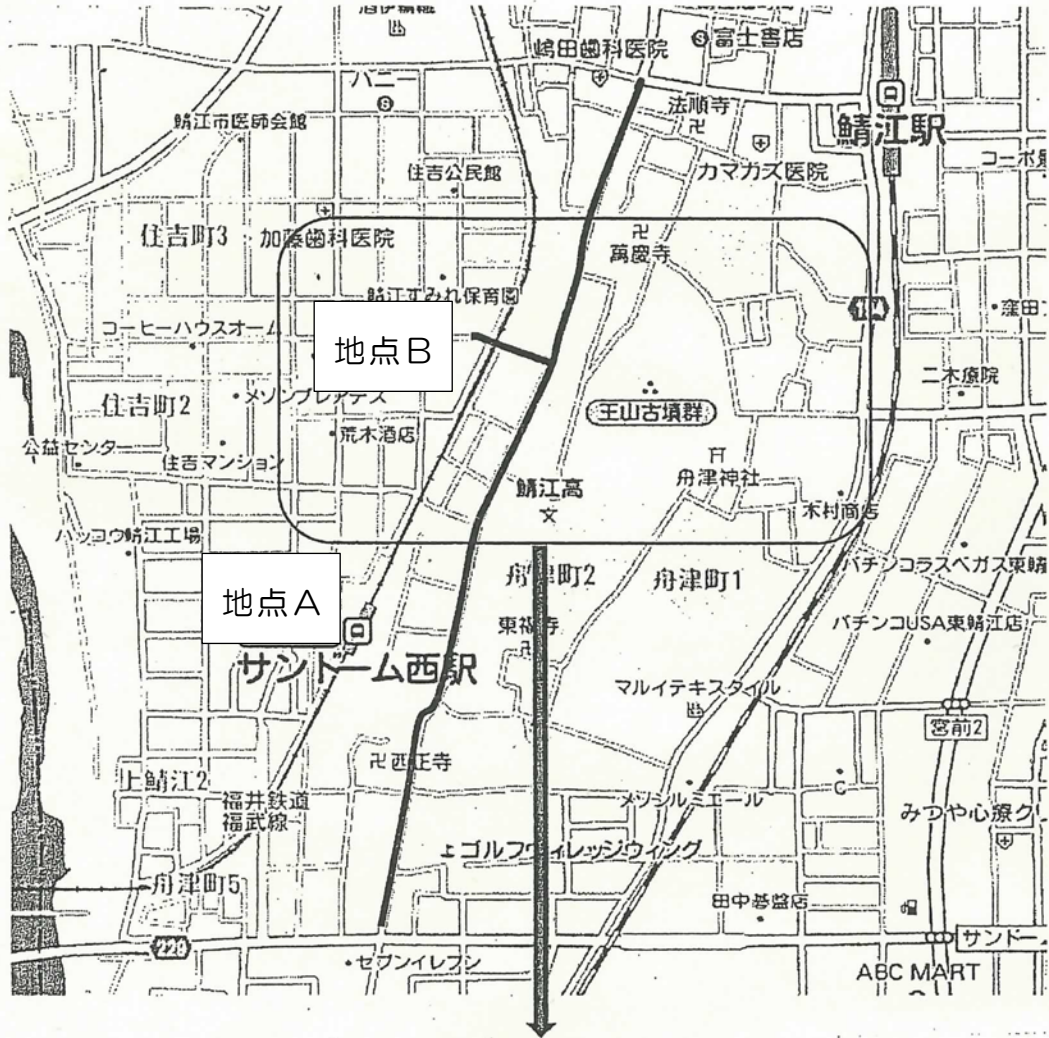 嶋田歯科医院
富士書店
ハニー
法順寺
鯖江駅
鯖江市医師会館
カマガス医院
住吉公民館
住吉町3
加藤歯科医院
萬慶寺
鯖江すみれ保育園
コーヒーハウスオーム
地点B
窪田
二木療院
住吉町2
メゾンプレアデス
王山古墳群
荒木酒店
公益センター
住吉マンション
舟津神社
鯖江高
文
木村商店
ハッコウ鯖江工場
舟津町2
舟津町1
パチンコラスベガス東鯖
地点A
東福寺
パチンコUSA東鯖江店
サンドーム西駅
マルイテキスタイル
宮前2
西正寺
上鯖江2
福井鉄道
福武線
メゾンルミエール
C
みつや心療ク
ゴルフヴィレッジウィング
舟津町5
田中碁盤店
229
サンドー
セブンイレブン
ABC MART